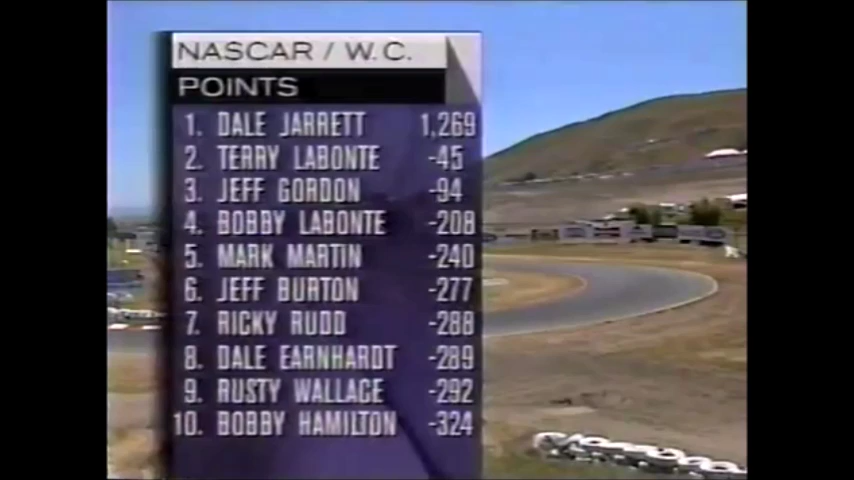 NASCAR / W.C.
POINTS
1. DALE JARRETT 1,269
2. TERRY LABONTE -45
3. JEFF GORDON -94
4. BOBBY LABONTE -208
5. MARK MARTIN -240
6. JEFF BURTON -277
7. RICKY RUDD -288
8. DALE EARNHARDT -289
9. RUSTY WALLACE -292
10. BOBBY HAMILTON -324